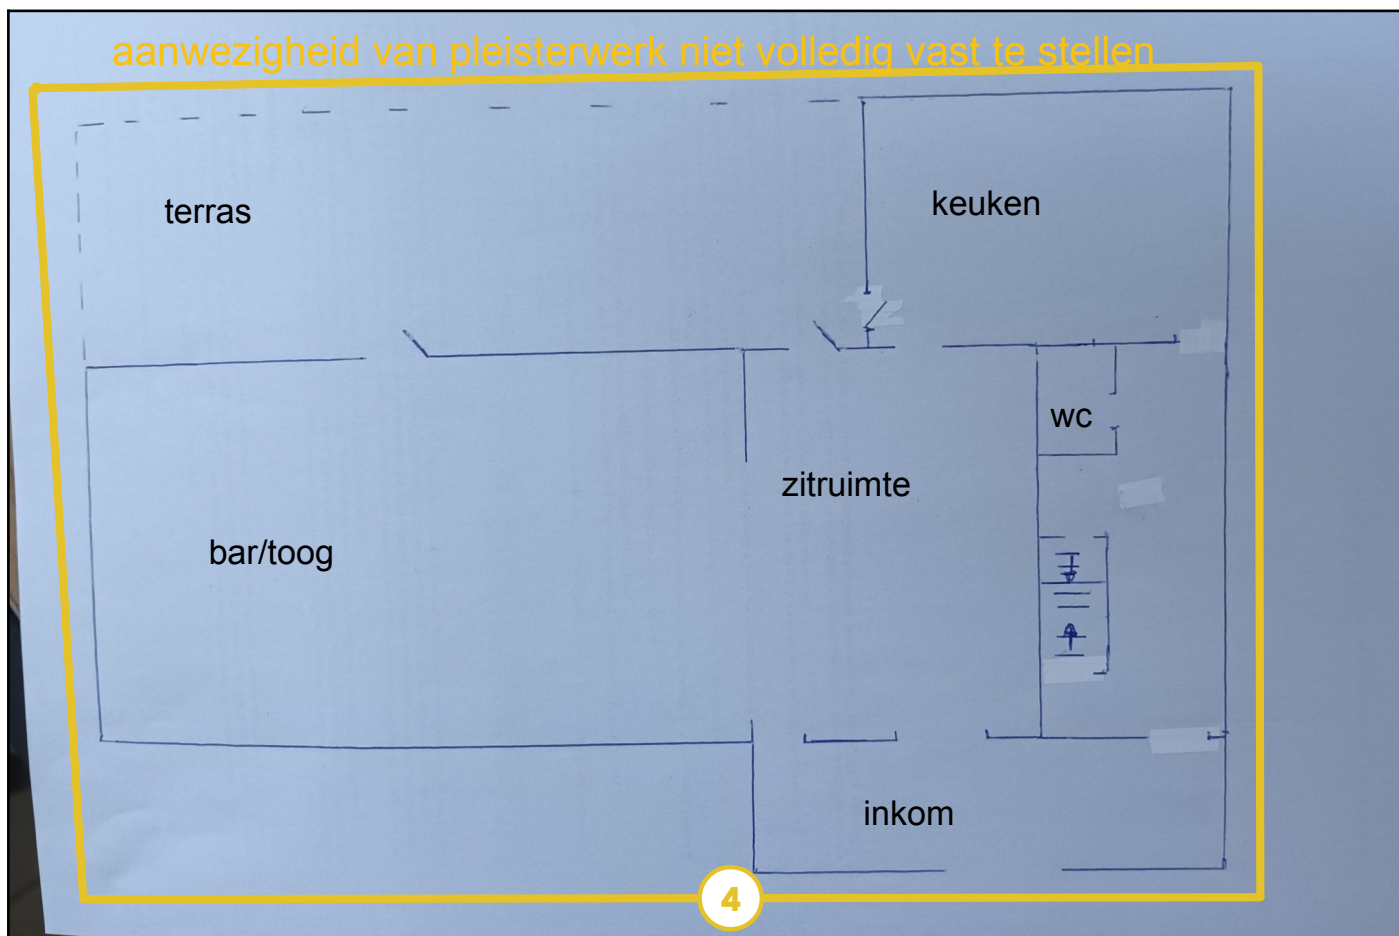 aanwezigheid van pleisterwerk niet volledig vast te stellen
terras
keuken
wc
zitruimte
bar/toog
inkom
4